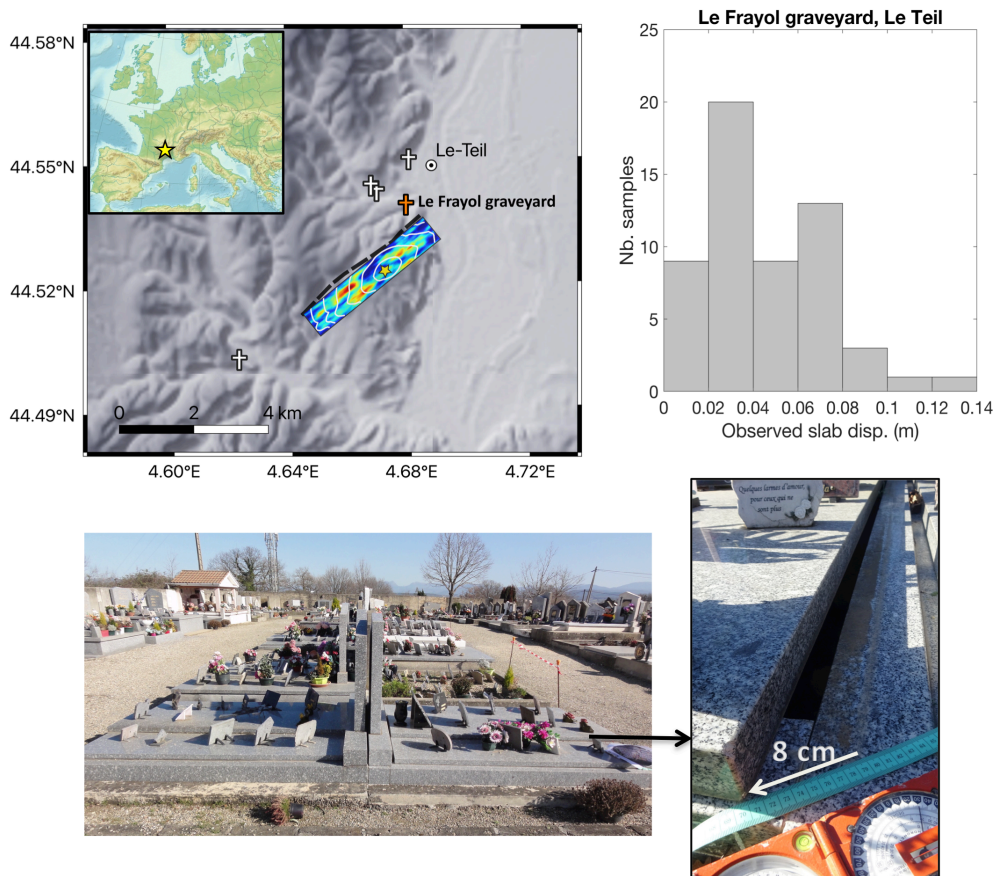 44.58°N
44.55°N
44.52°N
44.49°N
4.60°E
4.64°E
4.68°E
4.72°E
Le-Teil
Le Frayol graveyard
0
2
4 km
Le Frayol graveyard, Le Teil
Nb. samples
25
20
15
10
5
0
0
0.02
0.04
0.06
0.08
0.1
0.12
0.14
Observed slab disp. (m)
Quelques larmes d'amour,
pour ceux qui ne
sont plus
8 cm